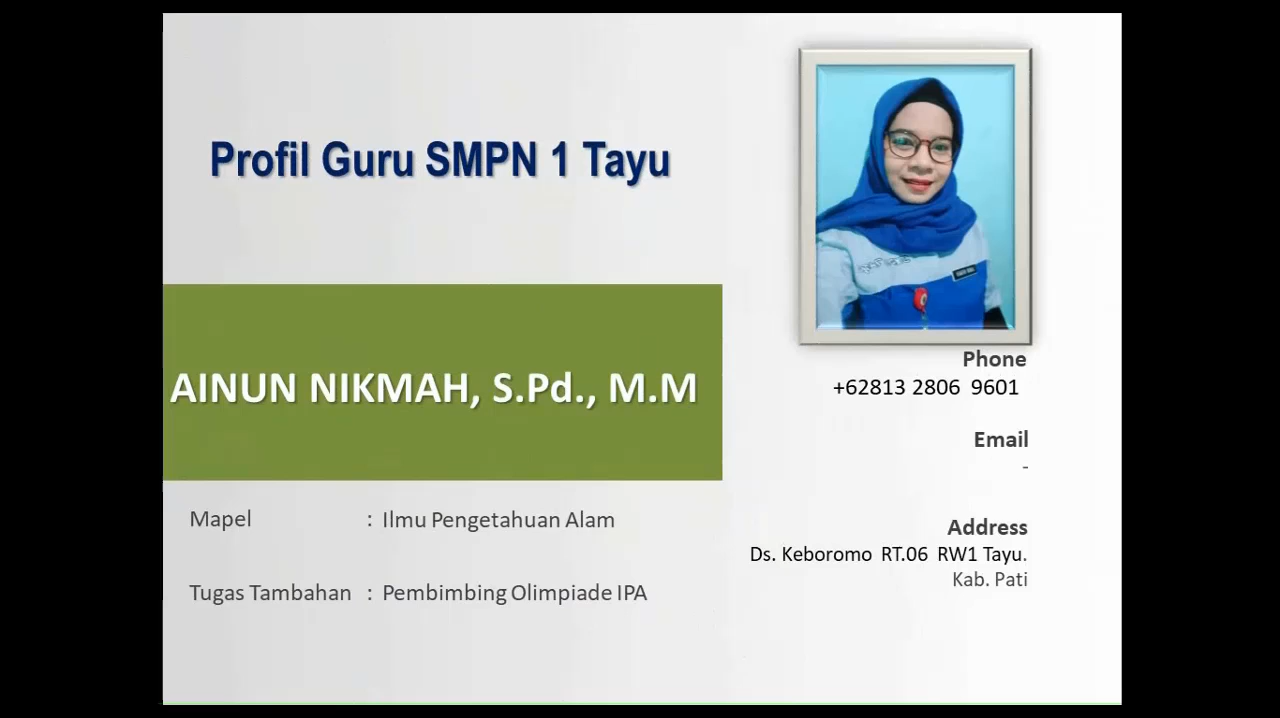 Profil Guru SMPN 1 Tayu
AINUN NIKMAH, S.Pd., M.M
Mapel : Ilmu Pengetahuan Alam
Tugas Tambahan : Pembimbing Olimpiade IPA
Phone
+62813 2806 9601
Email
-
Address
Ds. Keboromo RT.06 RW1 Tayu.
Kab. Pati